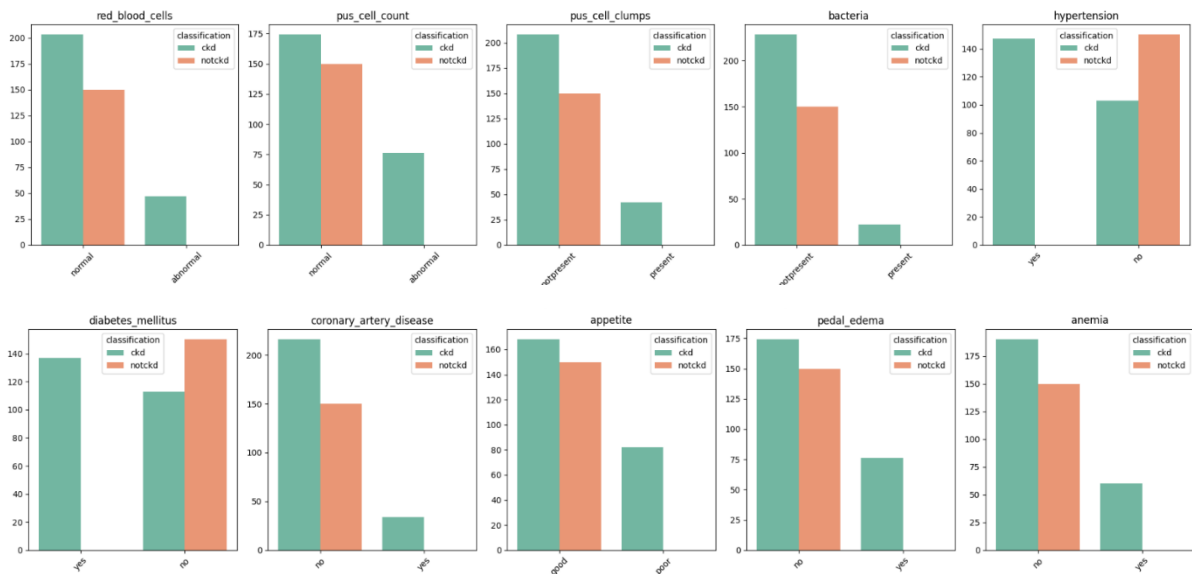 red_blood_cells
classification
ckd
notckd
200
175
150
125
100
75
50
25
0
normal
abnormal
pus_cell_count
classification
ckd
notckd
175
150
125
100
75
50
25
0
normal
abnormal
pus_cell_clumps
classification
ckd
notckd
200
175
150
125
100
75
50
25
0
notpresent
present
bacteria
classification
ckd
notckd
200
150
100
50
0
notpresent
present
hypertension
classification
ckd
notckd
140
120
100
80
60
40
20
0
yes
no
diabetes_mellitus
classification
ckd
notckd
140
120
100
80
60
40
20
0
yes
no
coronary_artery_disease
classification
ckd
notckd
200
150
100
50
0
no
yes
appetite
classification
ckd
notckd
160
140
120
100
80
60
40
20
0
good
poor
pedal_edema
classification
ckd
notckd
175
150
125
100
75
50
25
0
no
yes
anemia
classification
ckd
notckd
175
150
125
100
75
50
25
0
no
yes